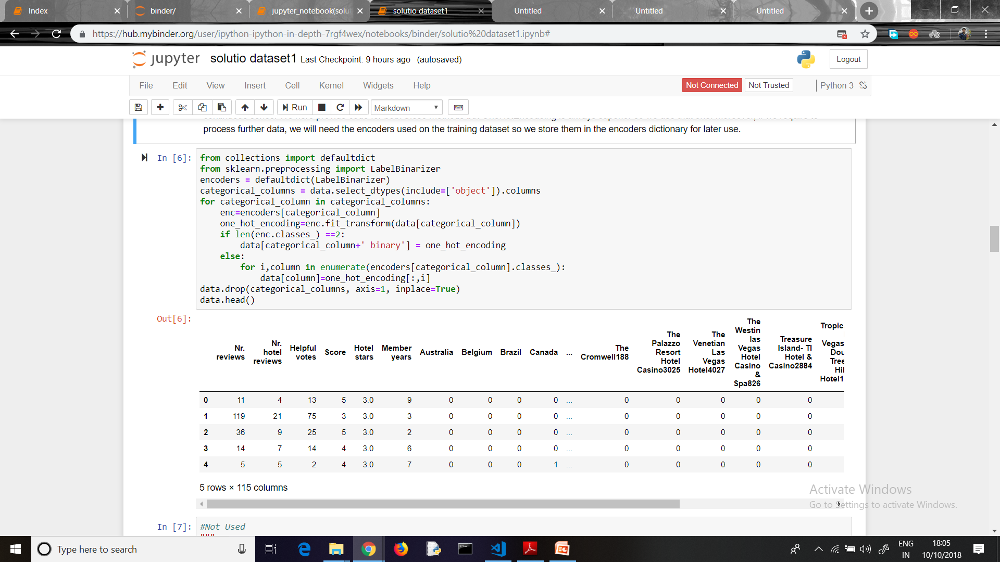 Index
binder/
jupyter_notebook(solu
solutio dataset1
Untitled
Untitled
Untitled
https://hub.mybinder.org/user/ipython-ipython-in-depth-7rgf4wex/notebooks/binder/solutio%20dataset1.ipynb#
jupyter solutio dataset1 Last Checkpoint: 9 hours ago (autosaved)
Logout
File Edit View Insert Cell Kernel Widgets Help
Not Connected Not Trusted Python 3
Run Markdown
process further data, we will need the encoders used on the training dataset so we store them in the encoders dictionary for later use.
In [6]:
from collections import defaultdict
from sklearn.preprocessing import LabelBinarizer
encoders = defaultdict(LabelBinarizer)
categorical_columns = data.select_dtypes(include=['object']).columns
for categorical_column in categorical_columns:
    enc=encoders[categorical_column]
    one_hot_encoding=enc.fit_transform(data[categorical_column])
    if len(enc.classes_) ==2:
        data[categorical_column+' binary'] = one_hot_encoding
    else:
        for i,column in enumerate(encoders[categorical_column].classes_):
            data[column]=one_hot_encoding[:,i]
data.drop(categorical_columns, axis=1, inplace=True)
data.head()
Out[6]:
Nr. reviews
Nr. hotel reviews
Helpful votes
Score
Hotel stars
Member years
Australia
Belgium
Brazil
Canada
...
The Cromwell188
The Palazzo Resort Hotel Casino3025
The Venetian Las Vegas Hotel4027
The Westin las Vegas Hotel Casino & Spa826
Treasure Island- TI Hotel & Casino2884
Tropic
Vegas
Dou
Tree
Hil
Hotel1
0 11 4 13 5 3.0 9 0 0 0 0 ... 0 0 0 0 0
1 119 21 75 3 3.0 3 0 0 0 0 ... 0 0 0 0 0
2 36 9 25 5 3.0 2 0 0 0 0 ... 0 0 0 0 0
3 14 7 14 4 3.0 6 0 0 0 0 ... 0 0 0 0 0
4 5 5 2 4 3.0 7 0 0 0 1 ... 0 0 0 0 0
5 rows × 115 columns
Activate Windows
Go to Settings to activate Windows.
In [7]:
#Not Used
"""
Type here to search
ENG
IN
18:05
10/10/2018